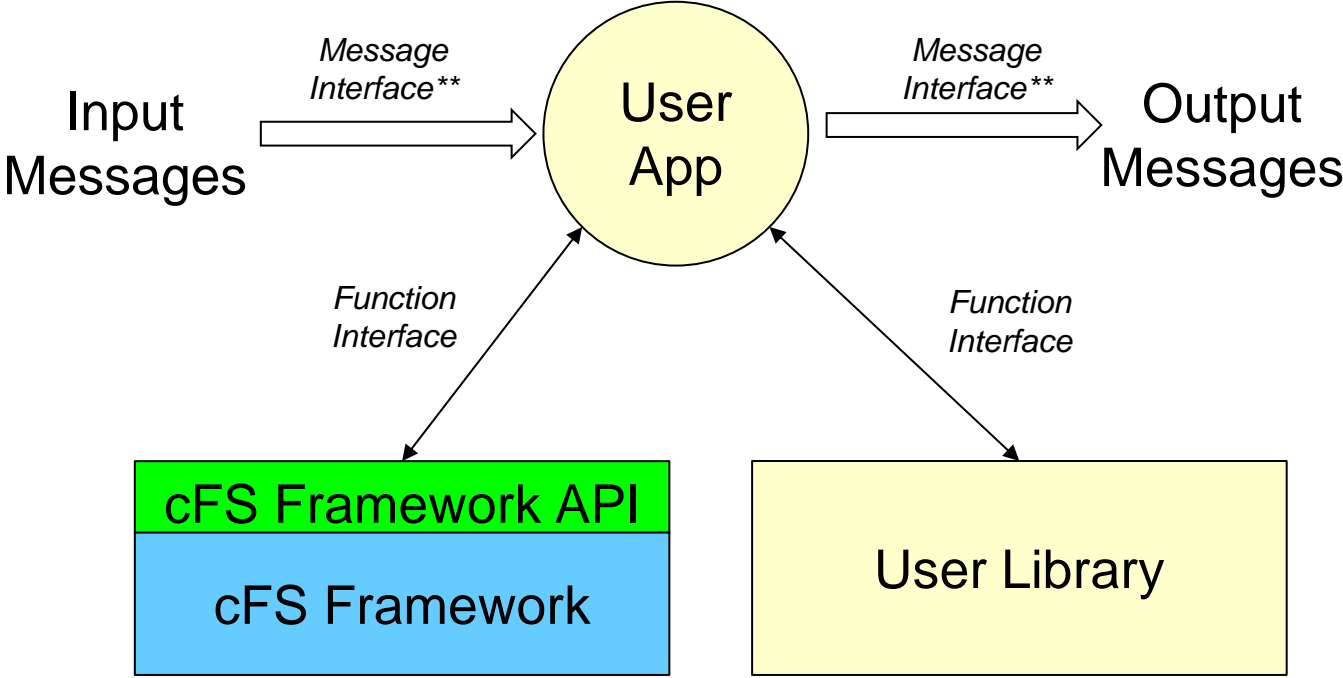 Input
Messages
Message
Interface**
User
App
Message
Interface**
Output
Messages
Function
Interface
Function
Interface
cFS Framework API
cFS Framework
User Library